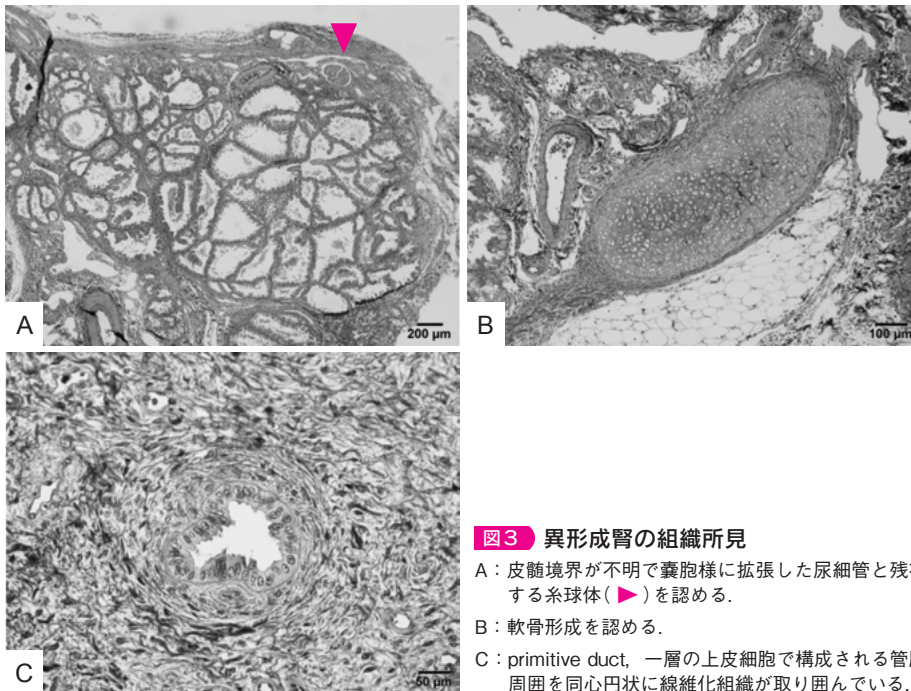 A
200 μm
B
100 μm
C
50 μm
図3 異形成腎の組織所見
A：皮髄境界が不明で嚢胞様に拡張した尿細管と残
する糸球体(▶)を認める．
B：軟骨形成を認める．
C：primitive duct，一層の上皮細胞で構成される管
周囲を同心円状に線維化組織が取り囲んでいる．